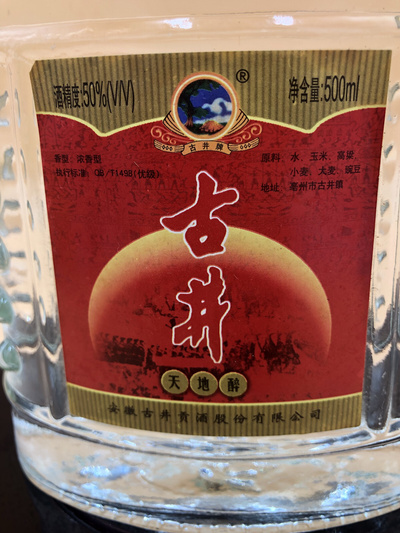 酒精度:50%(V/V)
®
净含量:500ml
古井牌
香型: 浓香型
执行标准: QB/T1498(优级)
原料: 水、玉米、高粱、
小麦、大麦、豌豆
地址: 亳州市古井镇
古井
天地醉
安徽古井贡酒股份有限公司